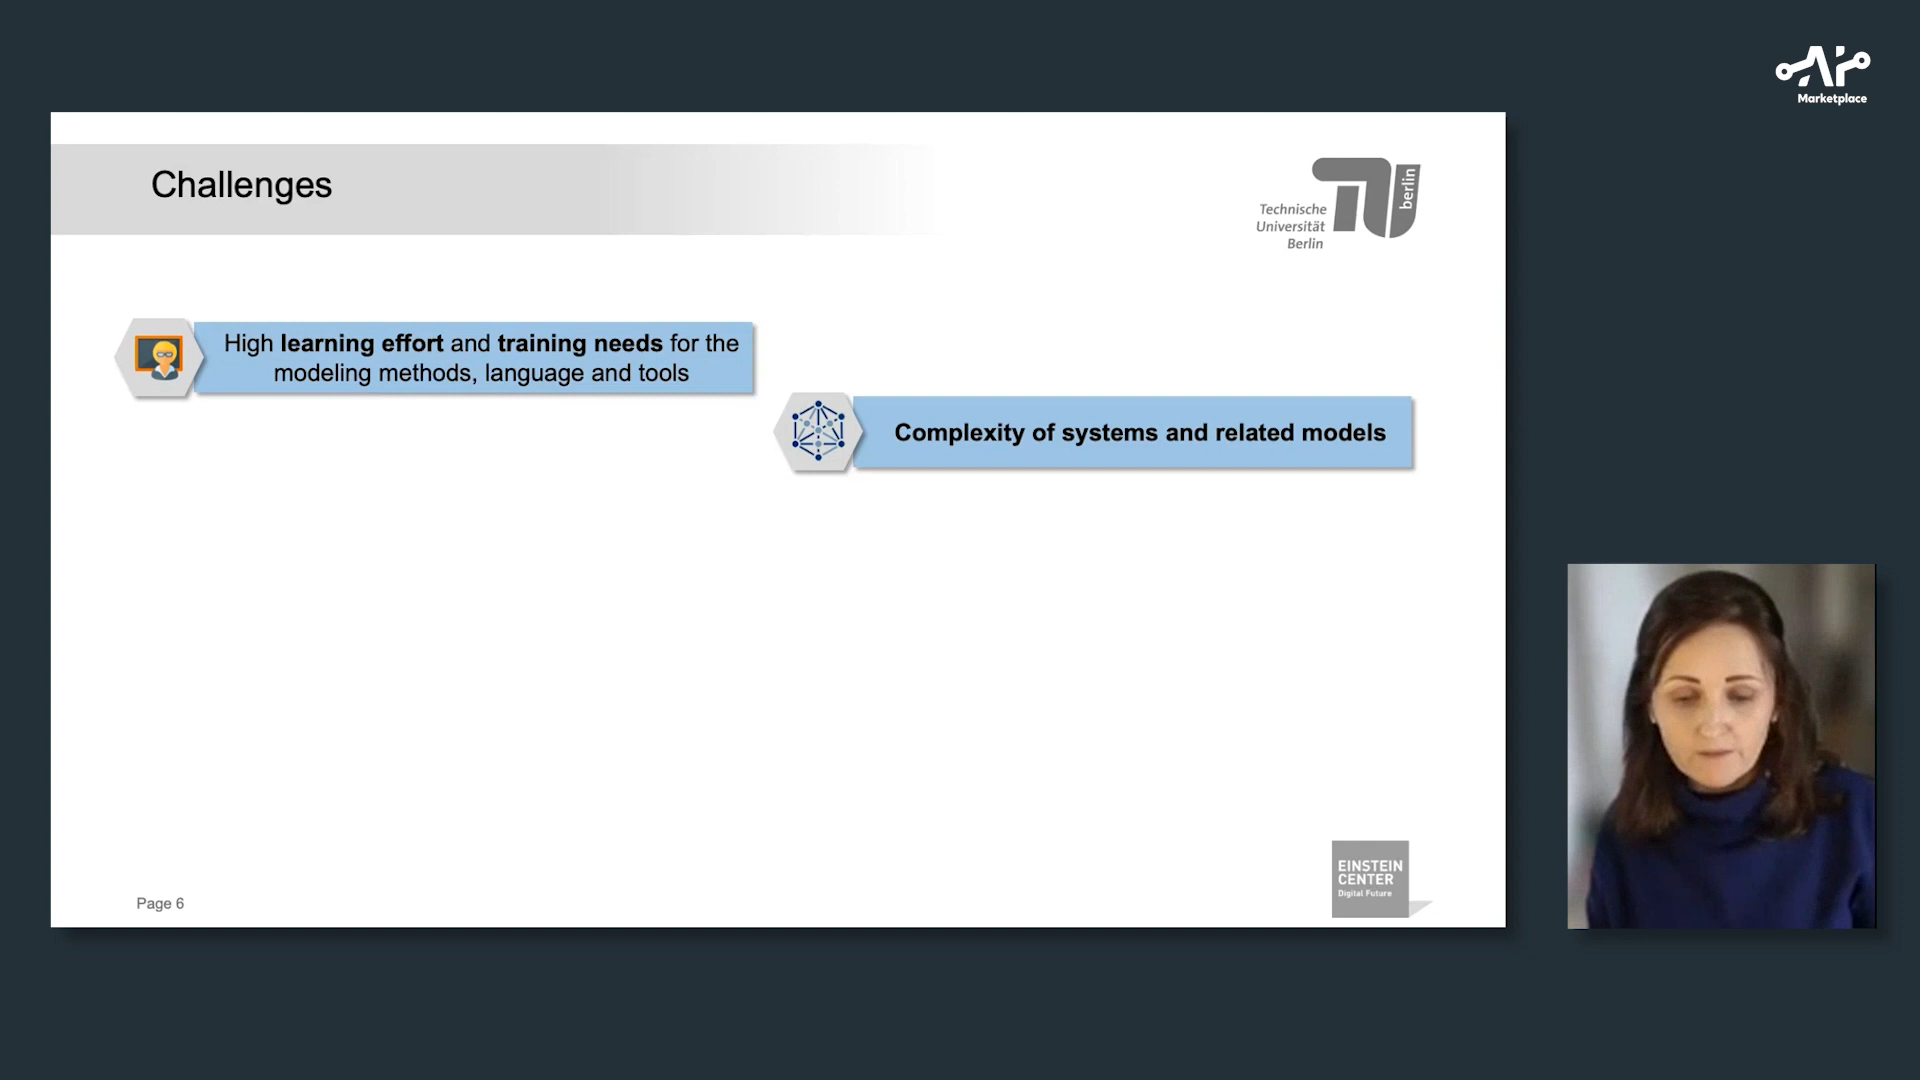 AI
Marketplace
Challenges
Technische
Universität
Berlin
berlin
High learning effort and training needs for the
modeling methods, language and tools
Complexity of systems and related models
EINSTEIN
CENTER
Digital Future
Page 6